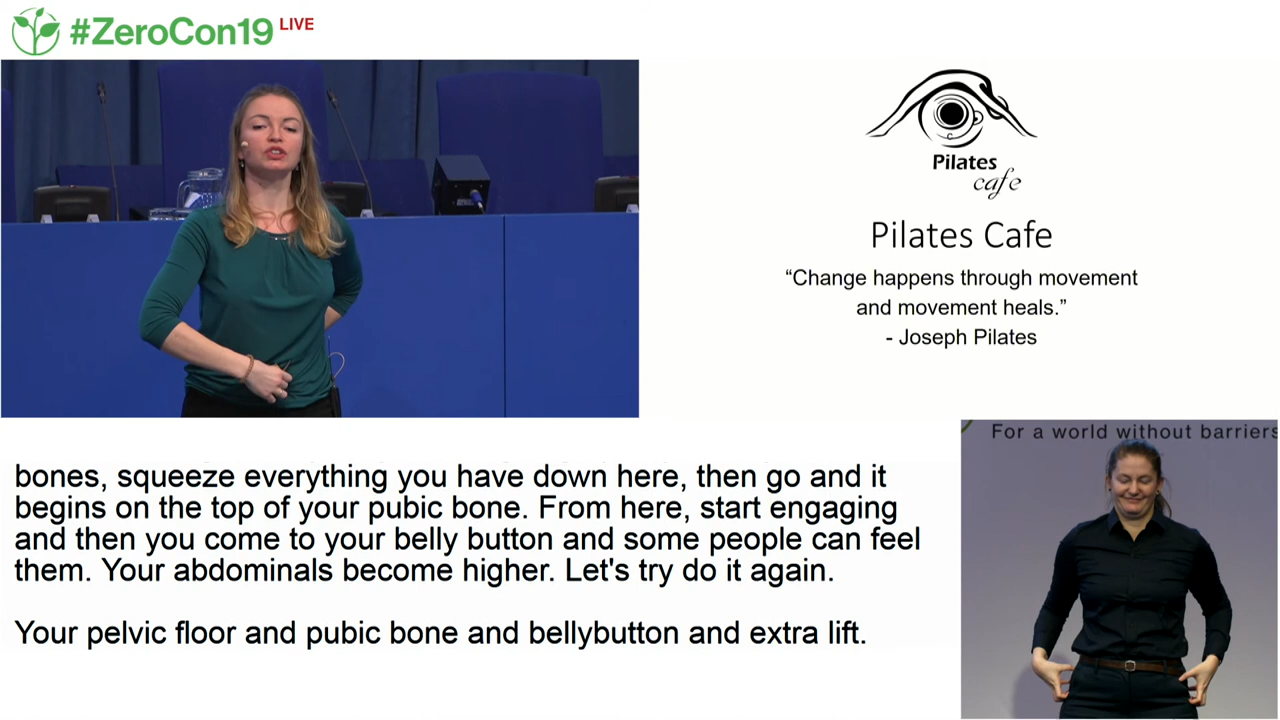 #ZeroCon19 LIVE
Pilates
cafe
Pilates Cafe
“Change happens through movement
and movement heals.”
- Joseph Pilates
For a world without barriers
bones, squeeze everything you have down here, then go and it
begins on the top of your pubic bone. From here, start engaging
and then you come to your belly button and some people can feel
them. Your abdominals become higher. Let's try do it again.
Your pelvic floor and pubic bone and bellybutton and extra lift.